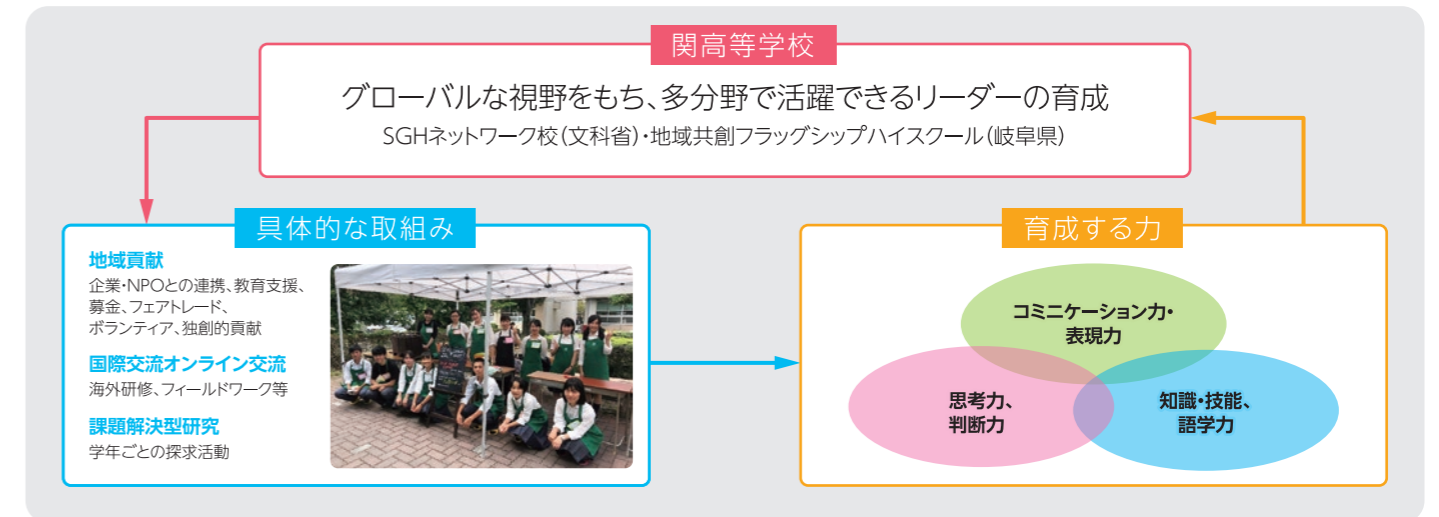 関高等学校
グローバルな視野をもち、多分野で活躍できるリーダーの育成
SGHネットワーク校(文科省)・地域共創フラッグシップハイスクール(岐阜県)
具体的な取組み
地域貢献
企業・NPOとの連携、教育支援、
募金、フェアトレード、
ボランティア、独創的貢献
国際交流オンライン交流
海外研修、フィールドワーク等
課題解決型研究
学年ごとの探求活動
育成する力
コミニケーション力・
表現力
思考力、
判断力
知識・技能、
語学力